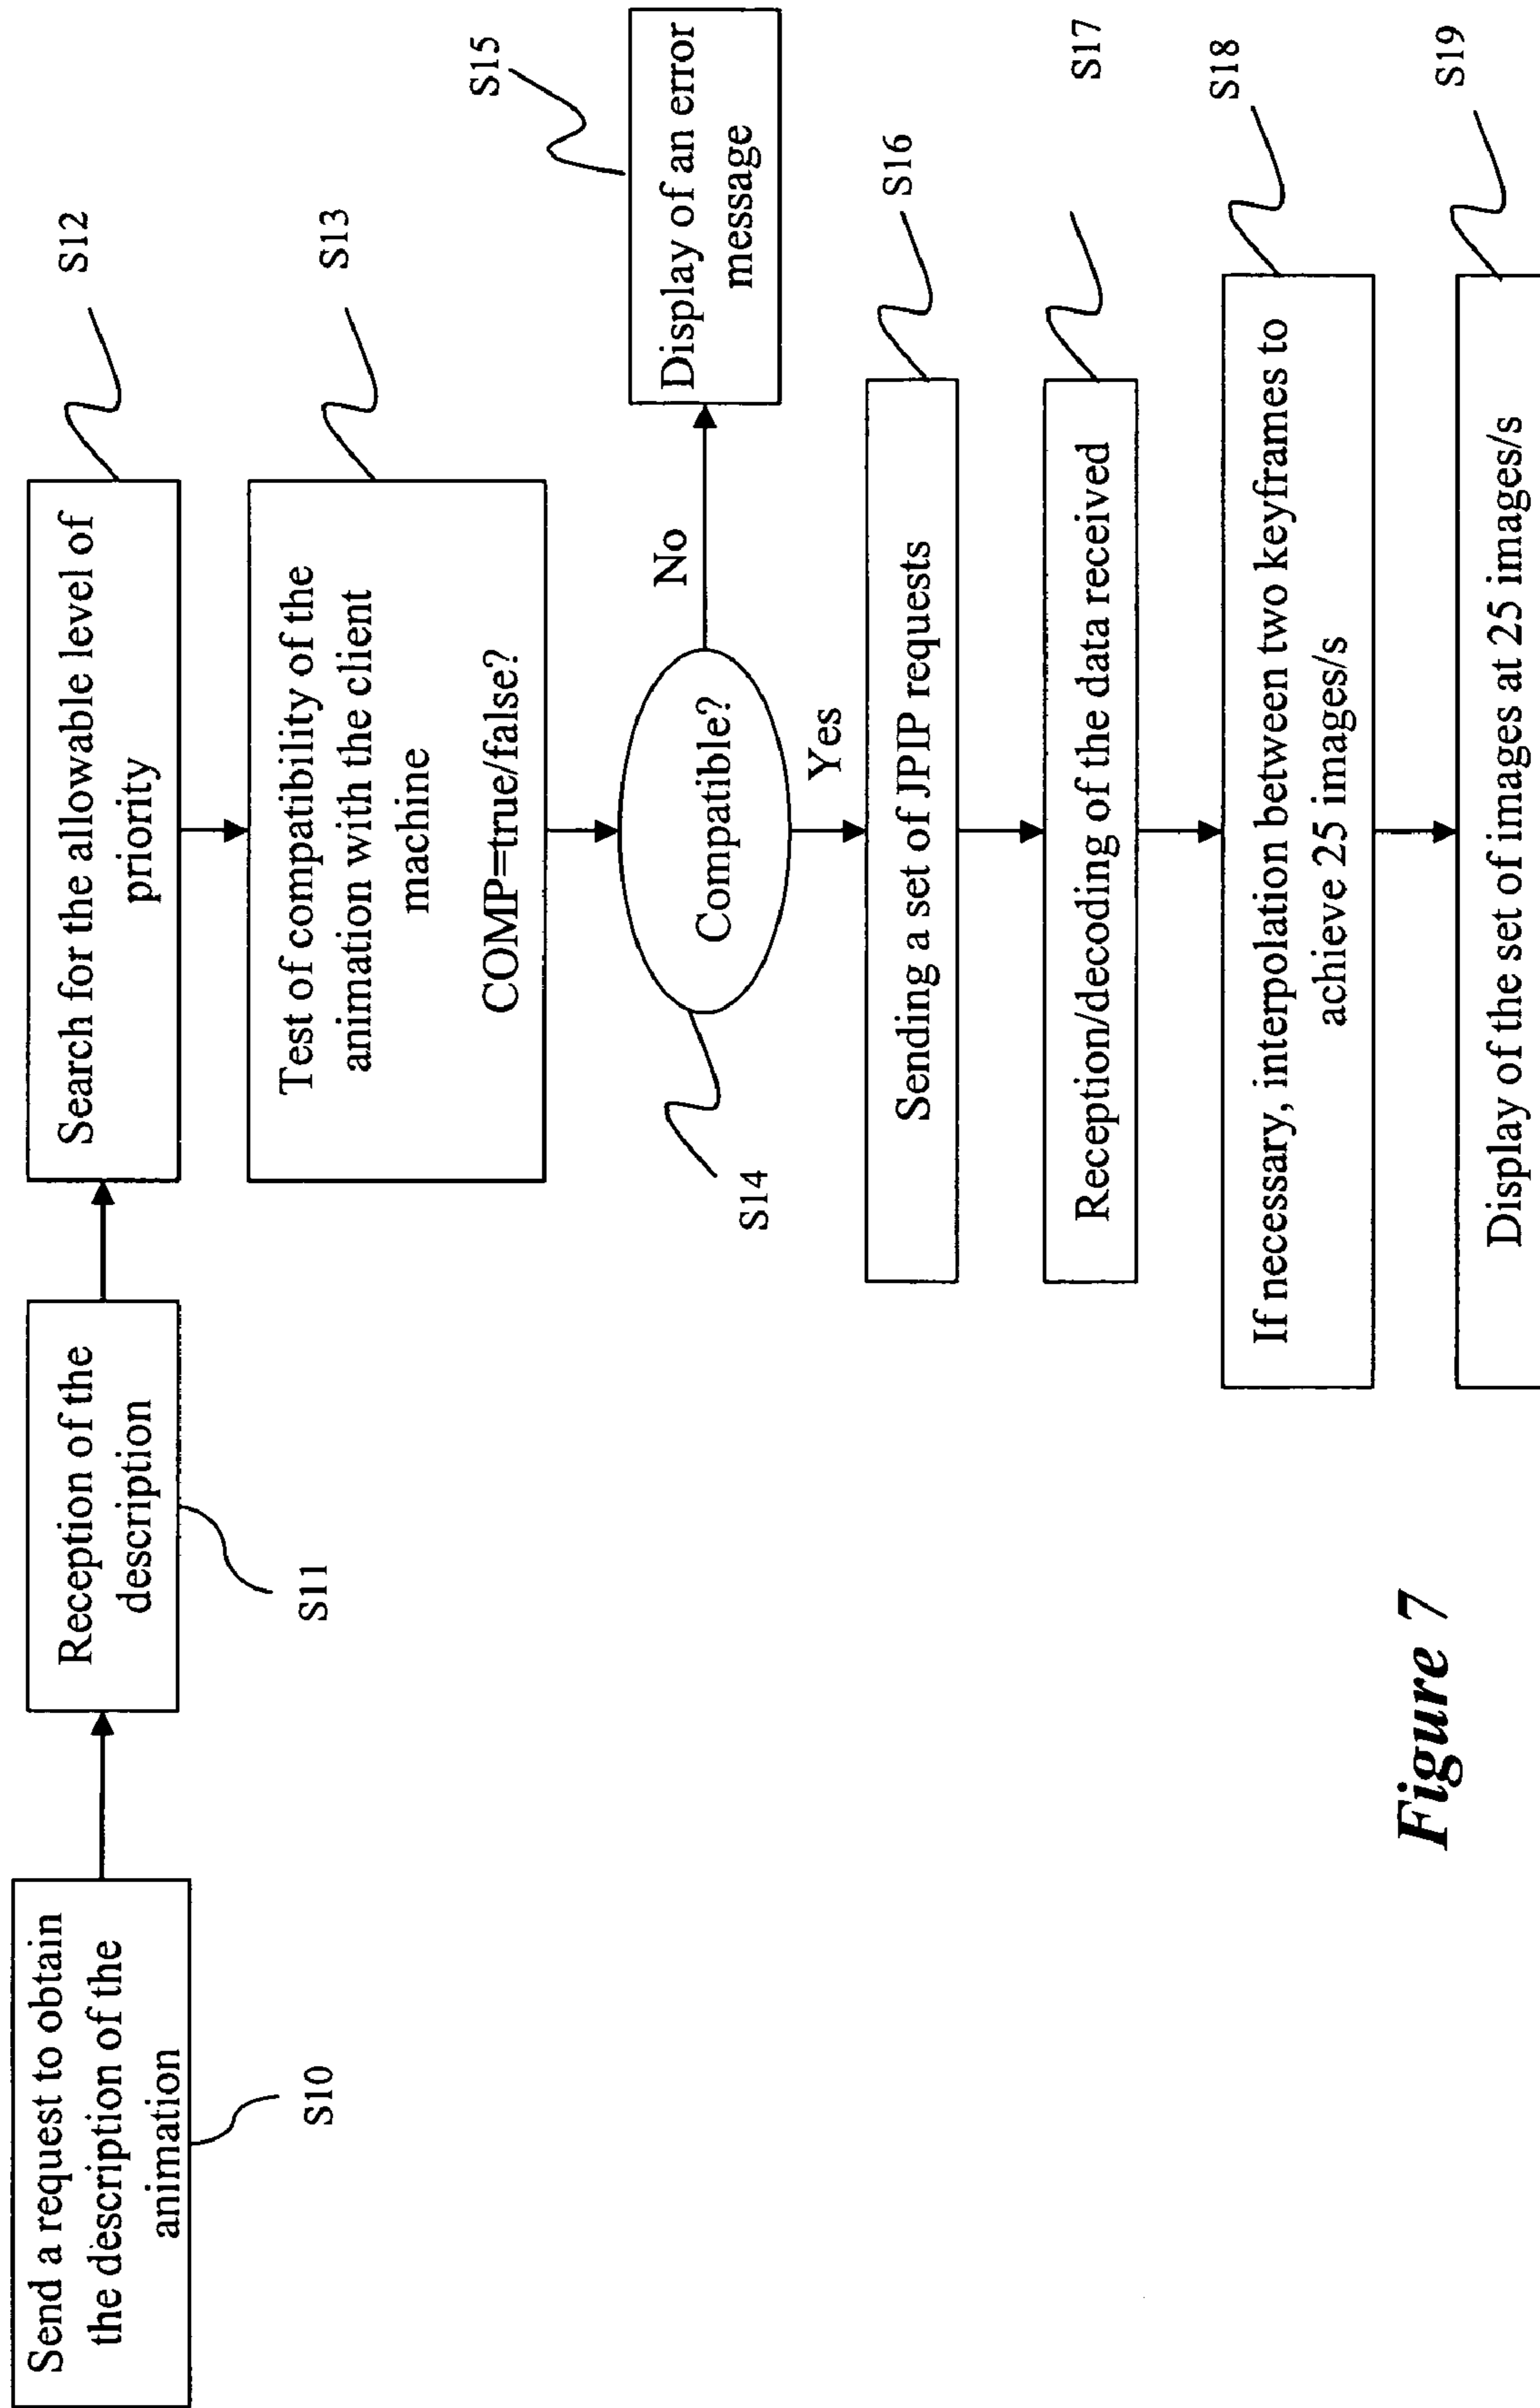 Send a request to obtain
the description of the
animation
S10
Reception of the
description
S11
Search for the allowable level of
priority
S12
Test of compatibility of the
animation with the client
machine
COMP=true/false?
S13
Compatible?
S14
No
Display of an error
message
S15
Yes
Sending a set of JPIP requests
S16
Reception/decoding of the data received
S17
If necessary, interpolation between two keyframes to
achieve 25 images/s
S18
Display of the set of images at 25 images/s
S19
Figure 7